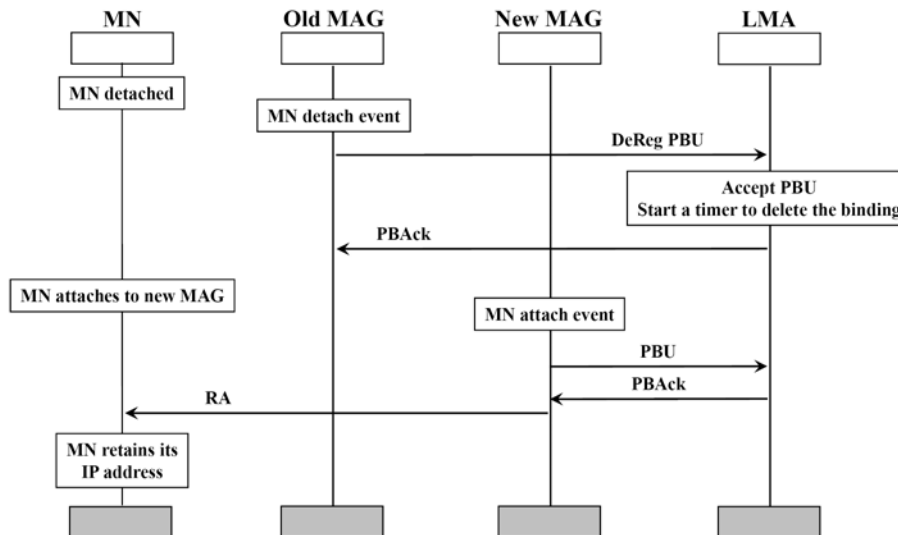 MN
Old MAG
New MAG
LMA
MN detached
MN detach event
DeReg PBU
Accept PBU
Start a timer to delete the binding
PBAck
MN attaches to new MAG
MN attach event
PBU
PBAck
RA
MN retains its
IP address